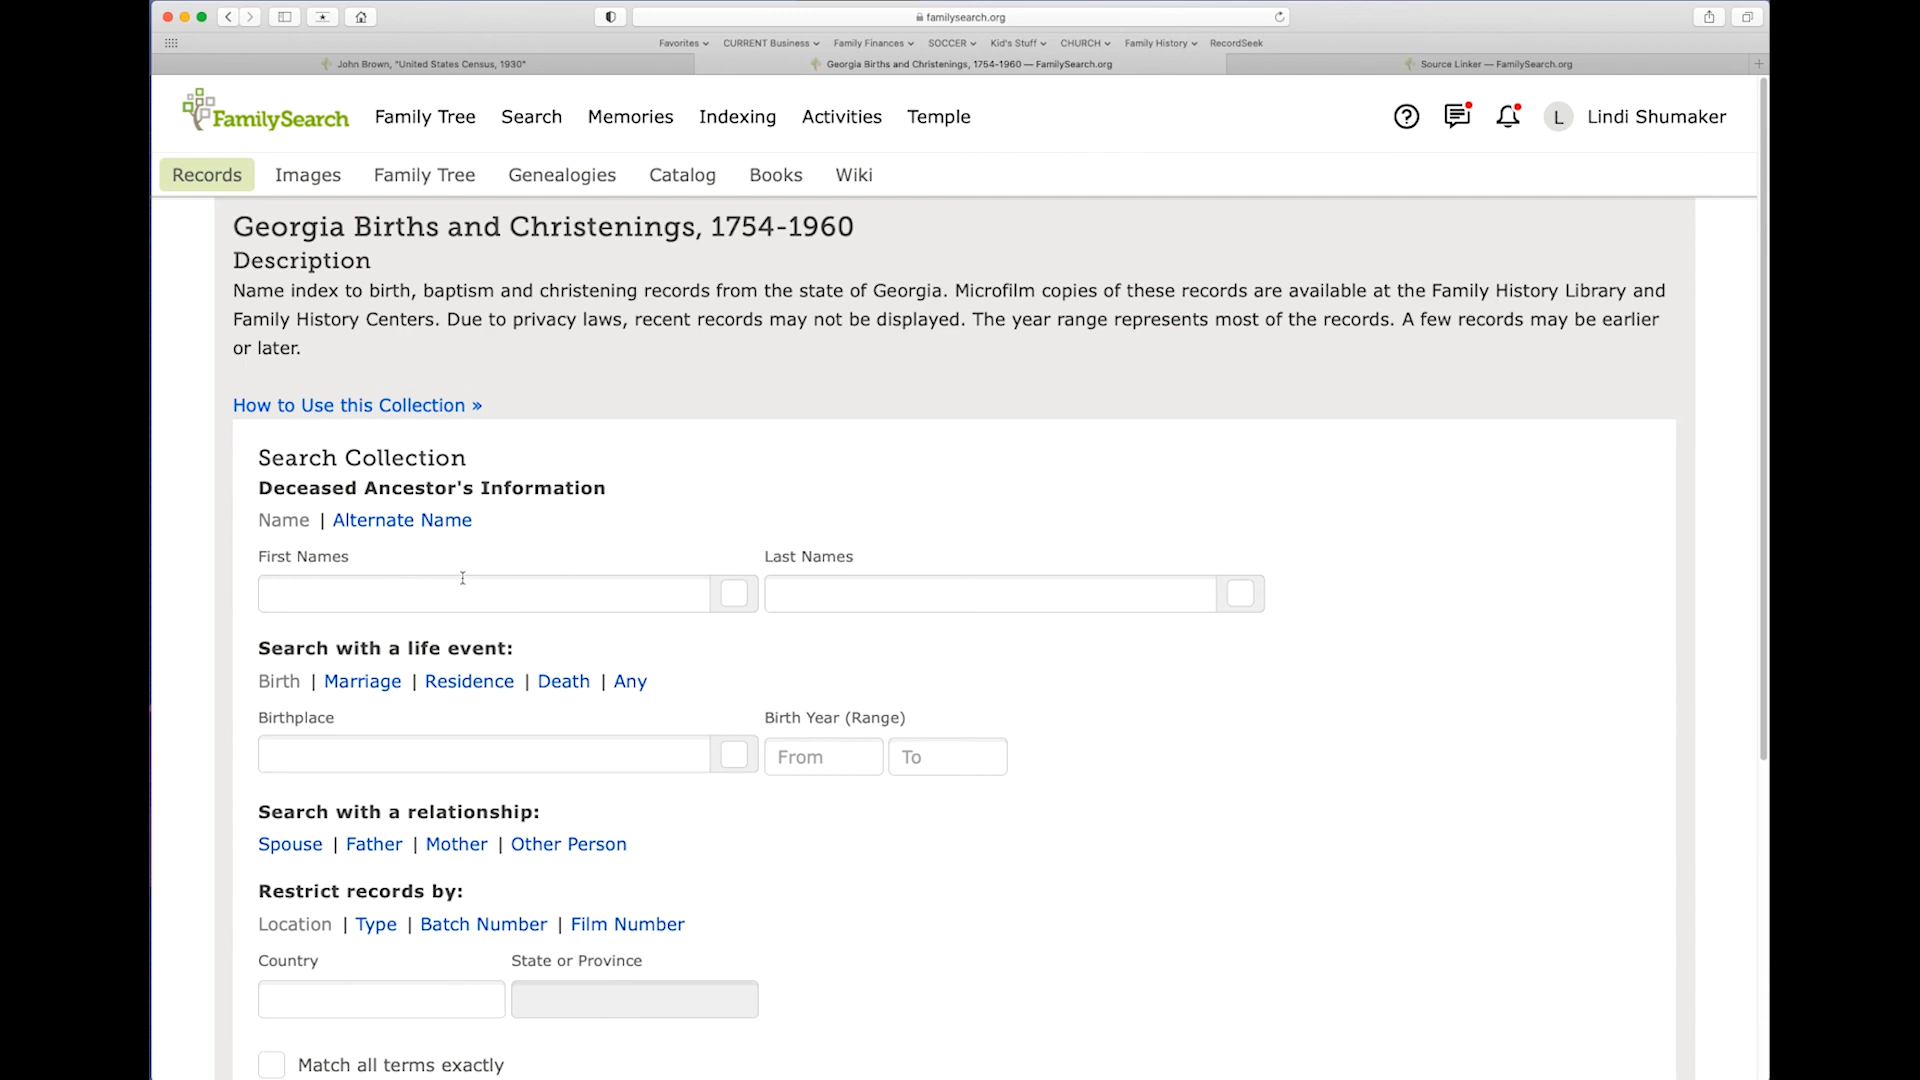 familysearch.org
Favorites CURRENT Business Family Finances SOCCER Kid's Stuff CHURCH Family History RecordSeek
John Brown, "United States Census, 1930" Georgia Births and Christenings, 1754-1960 — FamilySearch.org Source Linker — FamilySearch.org
FamilySearch Family Tree Search Memories Indexing Activities Temple L Lindi Shumaker
Records Images Family Tree Genealogies Catalog Books Wiki
Georgia Births and Christenings, 1754-1960
Description
Name index to birth, baptism and christening records from the state of Georgia. Microfilm copies of these records are available at the Family History Library and
Family History Centers. Due to privacy laws, recent records may not be displayed. The year range represents most of the records. A few records may be earlier
or later.
How to Use this Collection »
Search Collection
Deceased Ancestor's Information
Name | Alternate Name
First Names Last Names
Search with a life event:
Birth | Marriage | Residence | Death | Any
Birthplace Birth Year (Range)
From To
Search with a relationship:
Spouse | Father | Mother | Other Person
Restrict records by:
Location | Type | Batch Number | Film Number
Country State or Province
Match all terms exactly